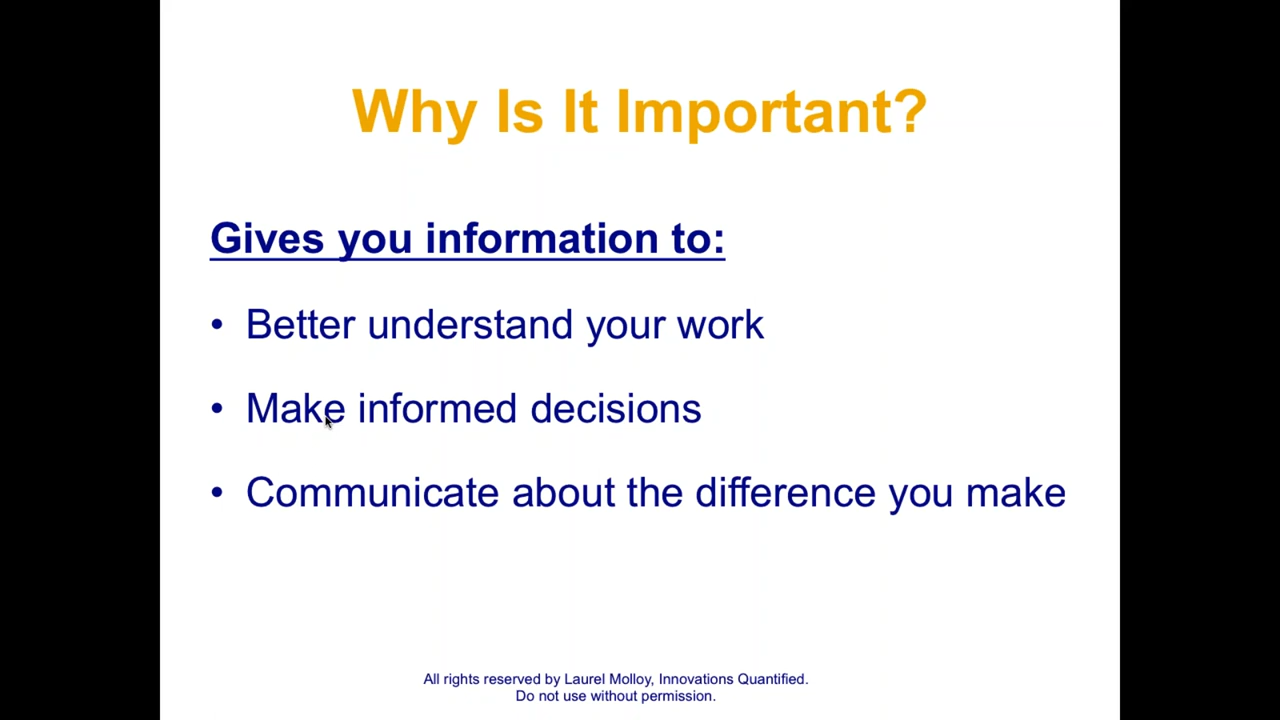 Why Is It Important?
Gives you information to:
• Better understand your work
• Make informed decisions
• Communicate about the difference you make
All rights reserved by Laurel Molloy, Innovations Quantified.
Do not use without permission.